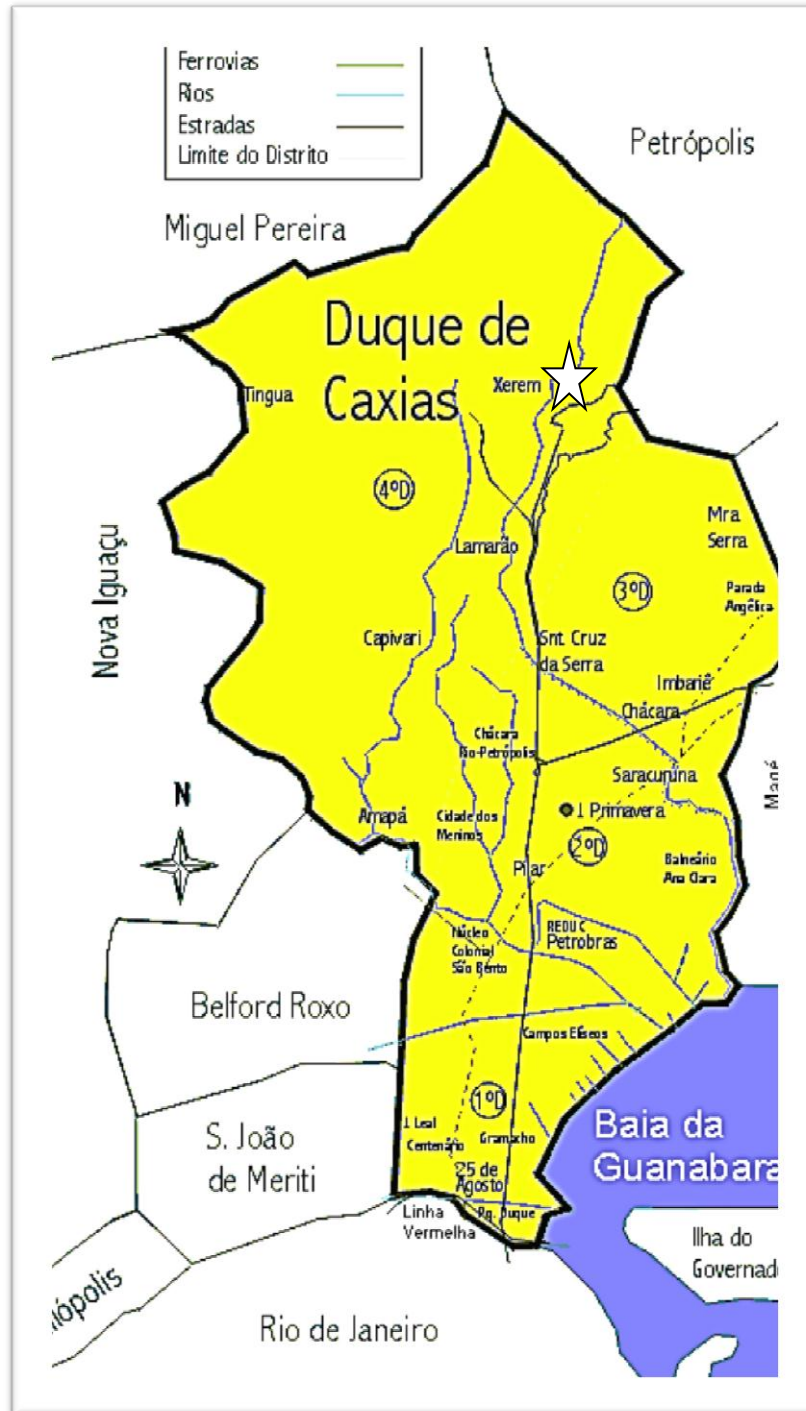 Ferrovias
Rios
Estradas
Limite do Distrito
Petrópolis
Miguel Pereira
Duque de
Caxias
Xerem
Tingua
4ºD
Mra
Serra
Nova Iguaçu
Lamarão
3ºD
Parada
Angêlica
Capivari
Snt. Cruz
da Serra
Imbariê
Chácara
Chácara
Rio-Petrópolis
Saracuruna
Magé
N
Amapá
Cidade dos
Meninos
J. Primavera
2ºD
Pilar
Balneário
Ana Clara
REDUC
Petrobras
Núcleo
Colonial
São Bento
Belford Roxo
Campos Elíseos
1ºD
J. Leal
Centenário
Gramacho
Baia da
Guanabara
S. João
de Meriti
25 de
Agosto
Pq. Duque
Linha
Vermelha
Ilha do
Governad
nópolis
Rio de Janeiro